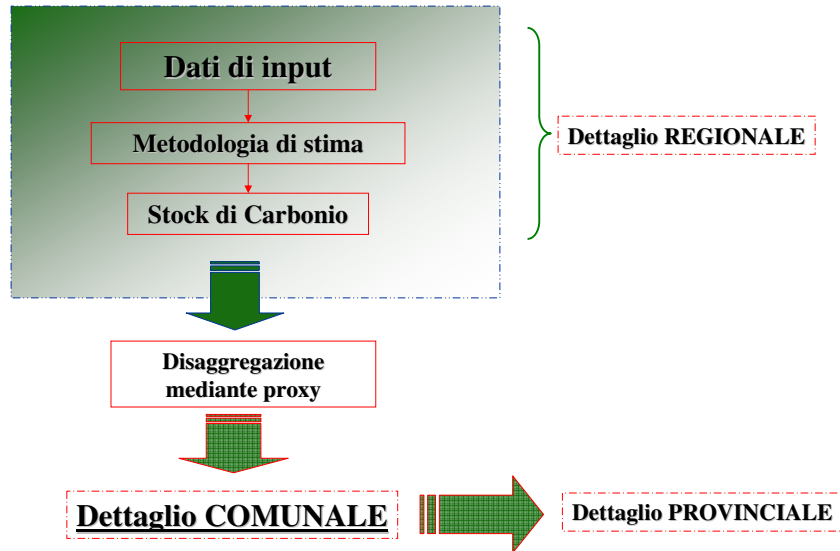 Dati di input
Metodologia di stima
Dettaglio REGIONALE
Stock di Carbonio
Disaggregazione
mediante proxy
Dettaglio COMUNALE
Dettaglio PROVINCIALE